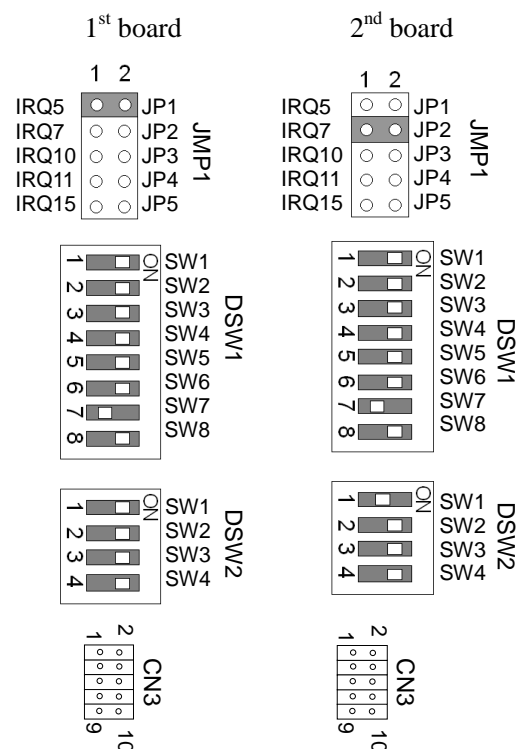 1st board 2nd board
1 2
IRQ5 JP1
IRQ7 JP2
IRQ10 JP3
IRQ11 JP4
IRQ15 JP5
JMP1
1 2
IRQ5 JP1
IRQ7 JP2
IRQ10 JP3
IRQ11 JP4
IRQ15 JP5
JMP1
1 ON SW1
2 SW2
3 SW3
4 SW4
5 SW5
6 SW6
7 SW7
8 SW8
DSW1
1 ON SW1
2 SW2
3 SW3
4 SW4
5 SW5
6 SW6
7 SW7
8 SW8
DSW1
1 ON SW1
2 SW2
3 SW3
4 SW4
DSW2
1 ON SW1
2 SW2
3 SW3
4 SW4
DSW2
1 2
CN3
9 10
1 2
CN3
9 10